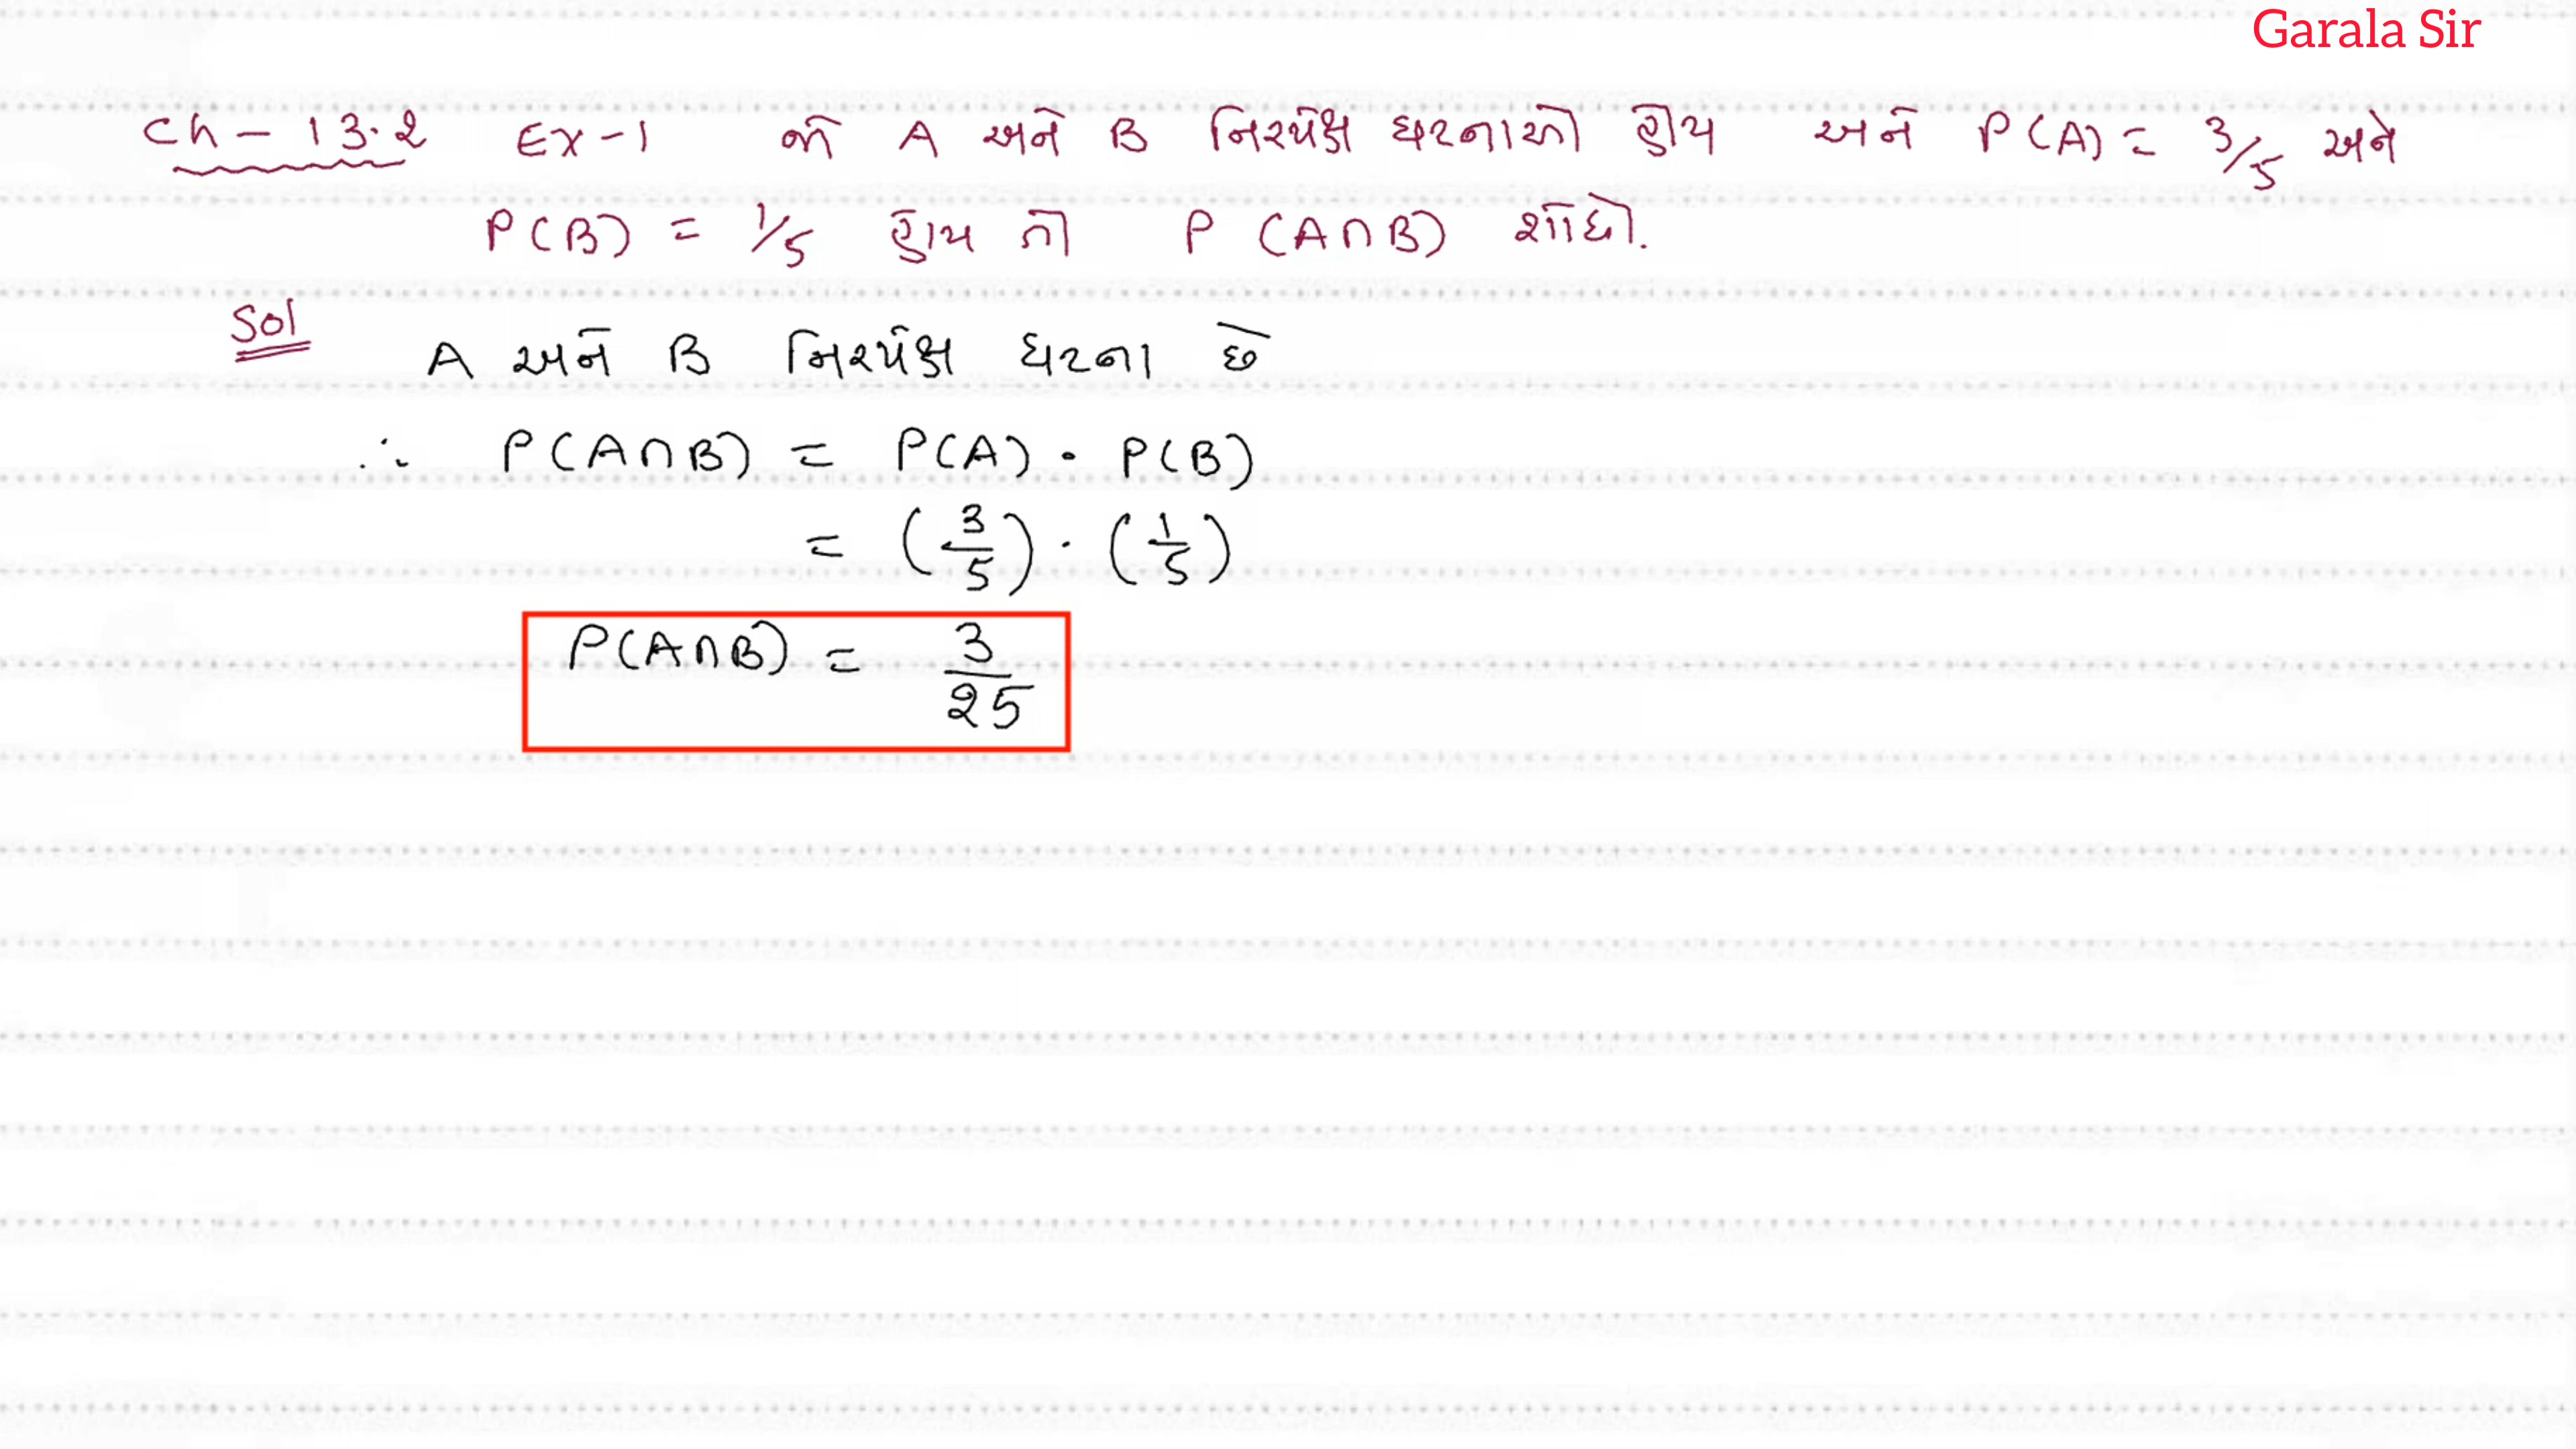 Garala Sir
Ch - 13.2 Ex-1 જો A અને B નિરપેક્ષ ઘટનાઓ હોય અને P(A) = 3/5 અને
P(B) = 1/5 હોય તો P (A∩B) શોધો.
Sol
A અને B નિરપેક્ષ ઘટના છે
∴ P(A∩B) = P(A) · P(B)
= (3/5) · (1/5)
P(A∩B) = 3/25